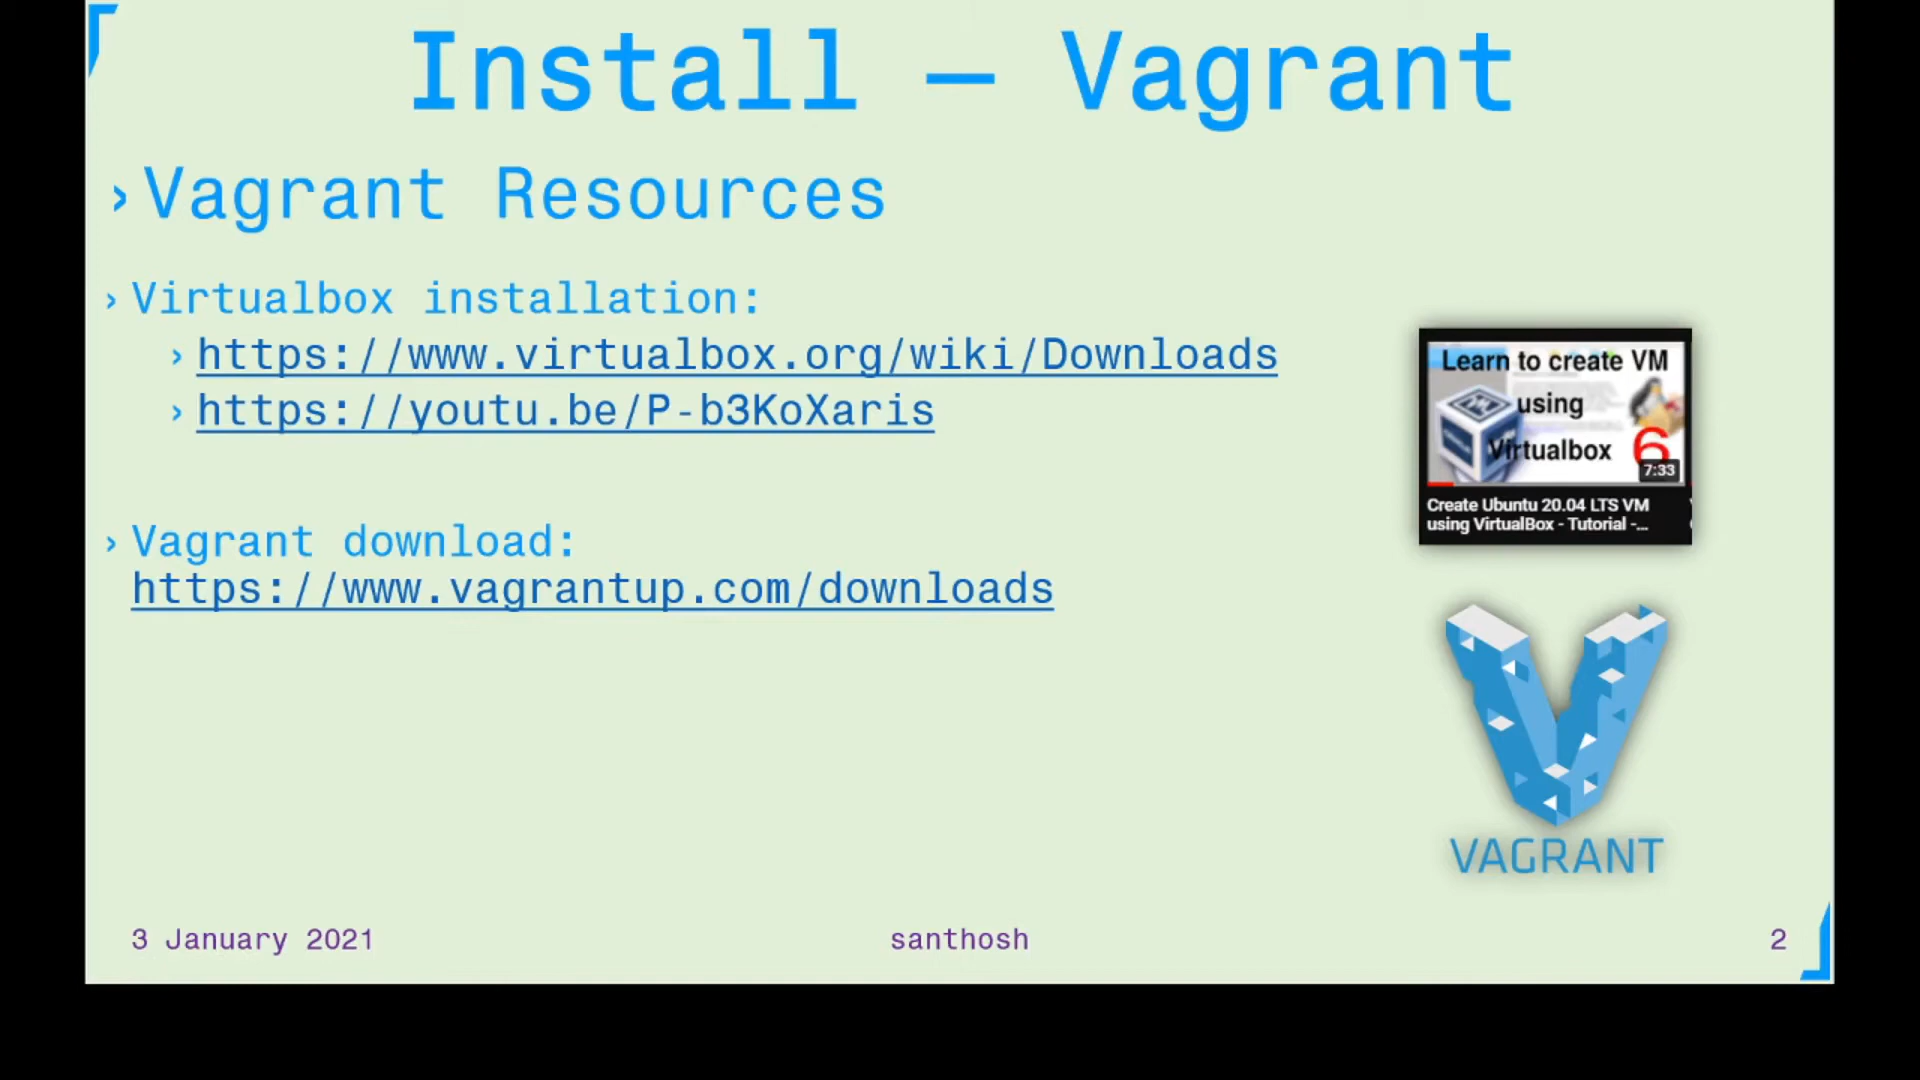 Install – Vagrant
›Vagrant Resources
›Virtualbox installation:
›https://www.virtualbox.org/wiki/Downloads
›https://youtu.be/P-b3KoXaris
›Vagrant download:
https://www.vagrantup.com/downloads
Learn to create VM
using
Virtualbox 6
7:33
Create Ubuntu 20.04 LTS VM
using VirtualBox - Tutorial -...
VAGRANT
3 January 2021
santhosh
2